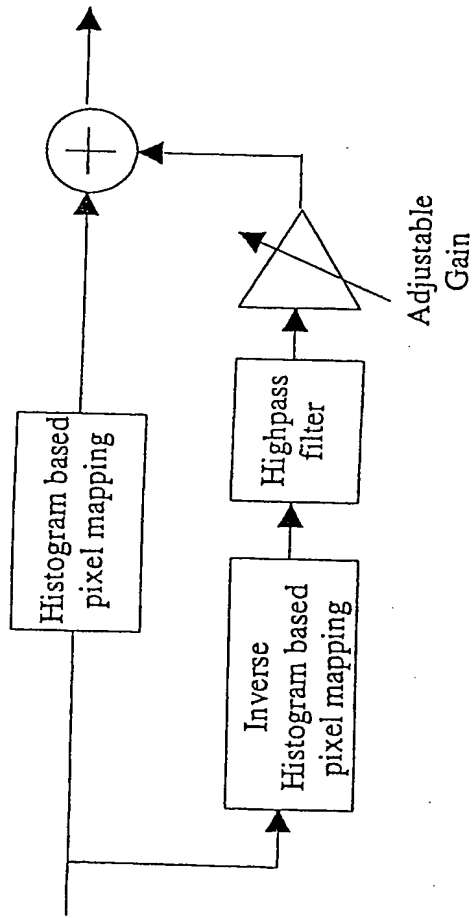 Histogram based
pixel mapping
Inverse
Histogram based
pixel mapping
Highpass
filter
Adjustable
Gain